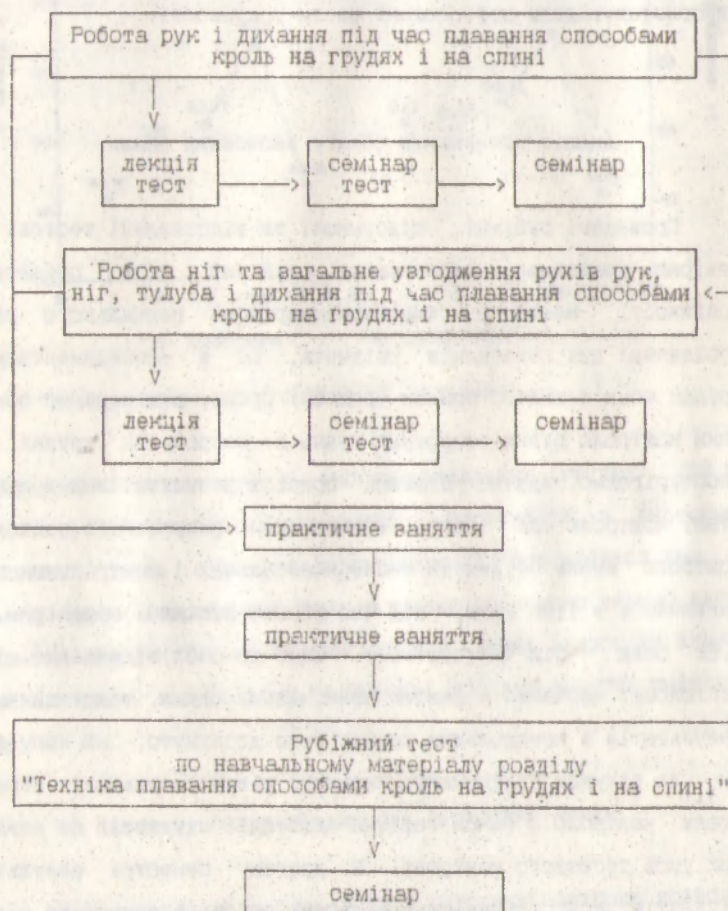 Робота рук і дихання під час плавання способами
кроль на грудях і на спині
лекція
тест
семінар
тест
семінар
Робота ніг та загальне узгодження рухів рук,
ніг, тулуба і дихання під час плавання способами
кроль на грудях і на спині
лекція
тест
семінар
тест
семінар
практичне заняття
практичне заняття
Рубіжний тест
по навчальному матеріалу розділу
"Техніка плавання способами кроль на грудях і на спині"
семінар